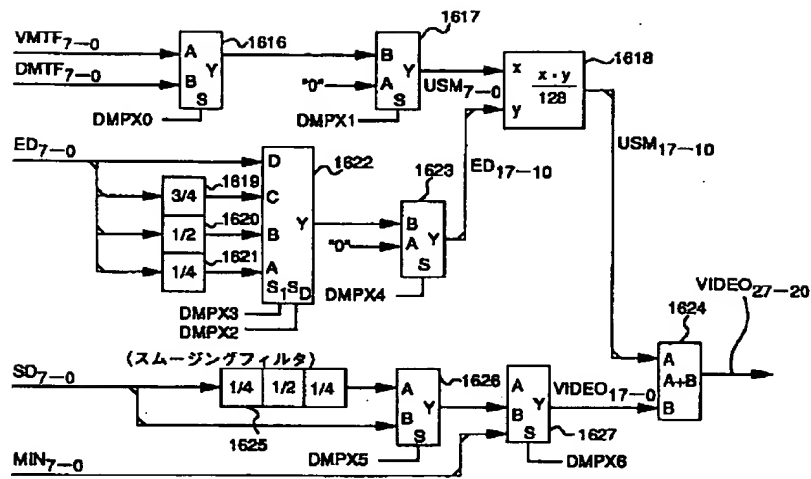 VMTF7-0
DMTF7-0
A
B
Y
S
1616
DMPX0
"0"
B
A
Y
S
1617
DMPX1
USM7-0
x
y
x・y
128
1618
USM17-10
ED7-0
3/4
1619
1/2
1620
1/4
1621
D
C
B
A
Y
S1SD
1622
DMPX3
DMPX2
"0"
B
A
Y
S
1623
DMPX4
ED17-10
VIDEO27-20
1624
A
A+B
B
(スムージングフィルタ)
SD7-0
1/4 1/2 1/4
1625
A
B
Y
S
1626
DMPX5
VIDEO17-0
A
B
Y
S
1627
DMPX6
MIN7-0